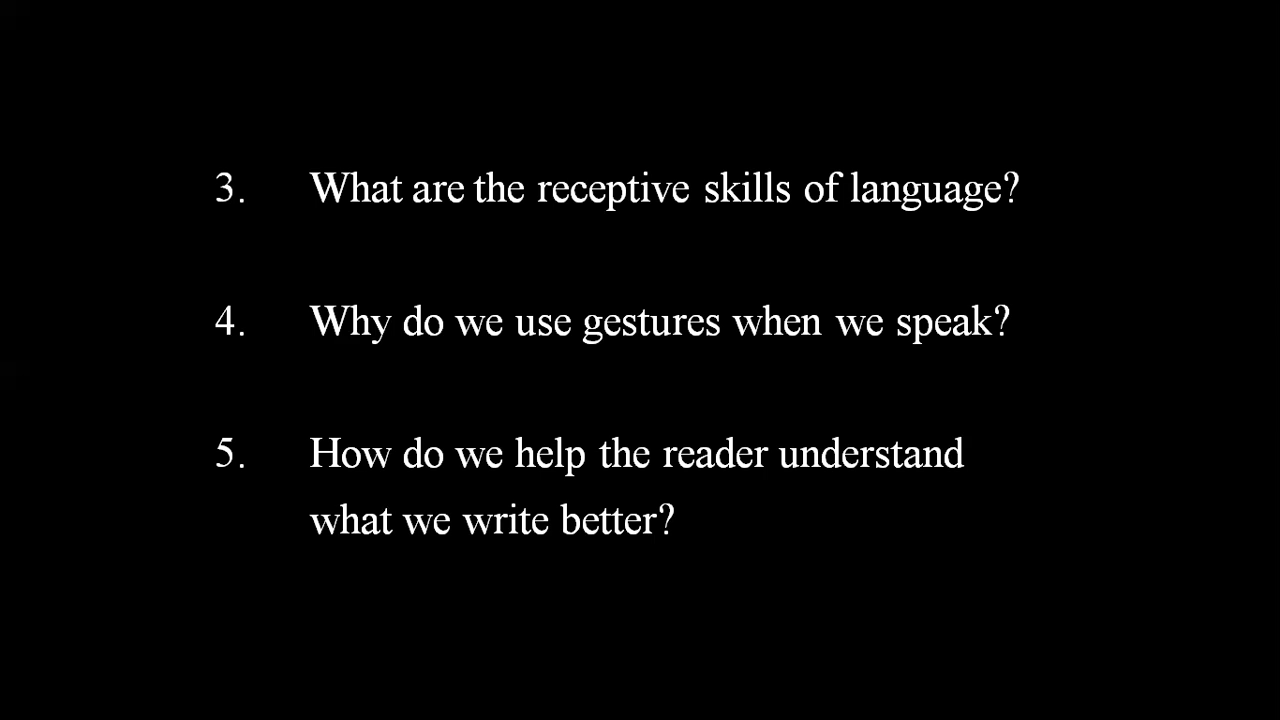 3. What are the receptive skills of language?
4. Why do we use gestures when we speak?
5. How do we help the reader understand
what we write better?